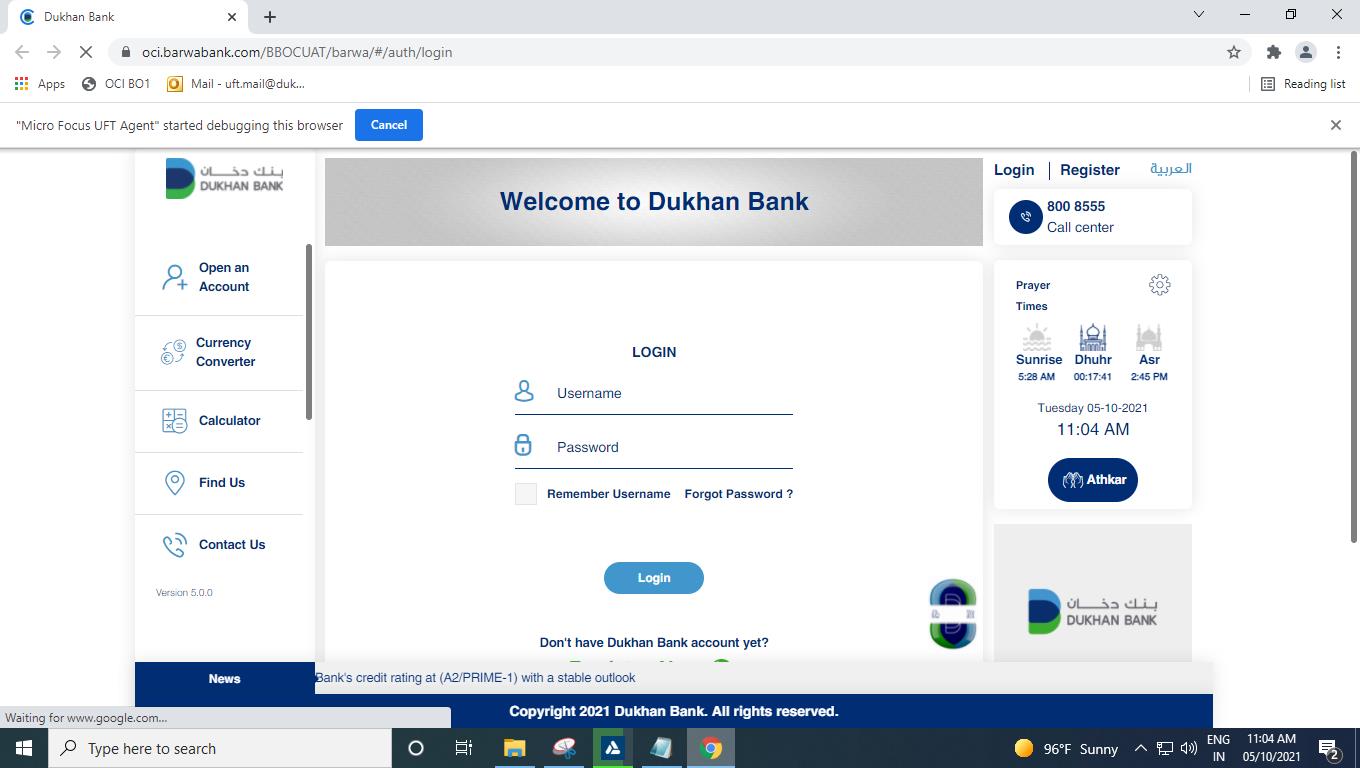 Dukhan Bank
oci.barwabank.com/BBOCUAT/barwa/#/auth/login
Apps
OCI BO1
Mail - uft.mail@duk...
Reading list
"Micro Focus UFT Agent" started debugging this browser
Cancel
بنك دخان
DUKHAN BANK
Open an
Account
Currency
Converter
Calculator
Find Us
Contact Us
Version 5.0.0
Welcome to Dukhan Bank
LOGIN
Username
Password
Remember Username Forgot Password ?
Login
Don't have Dukhan Bank account yet?
Login Register العربية
800 8555
Call center
Prayer
Times
Sunrise Dhuhr Asr
5:28 AM 00:17:41 2:45 PM
Tuesday 05-10-2021
11:04 AM
Athkar
بنك دخان
DUKHAN BANK
News
Bank's credit rating at (A2/PRIME-1) with a stable outlook
Copyright 2021 Dukhan Bank. All rights reserved.
Waiting for www.google.com...
Type here to search
96°F Sunny
ENG
IN
11:04 AM
05/10/2021
2